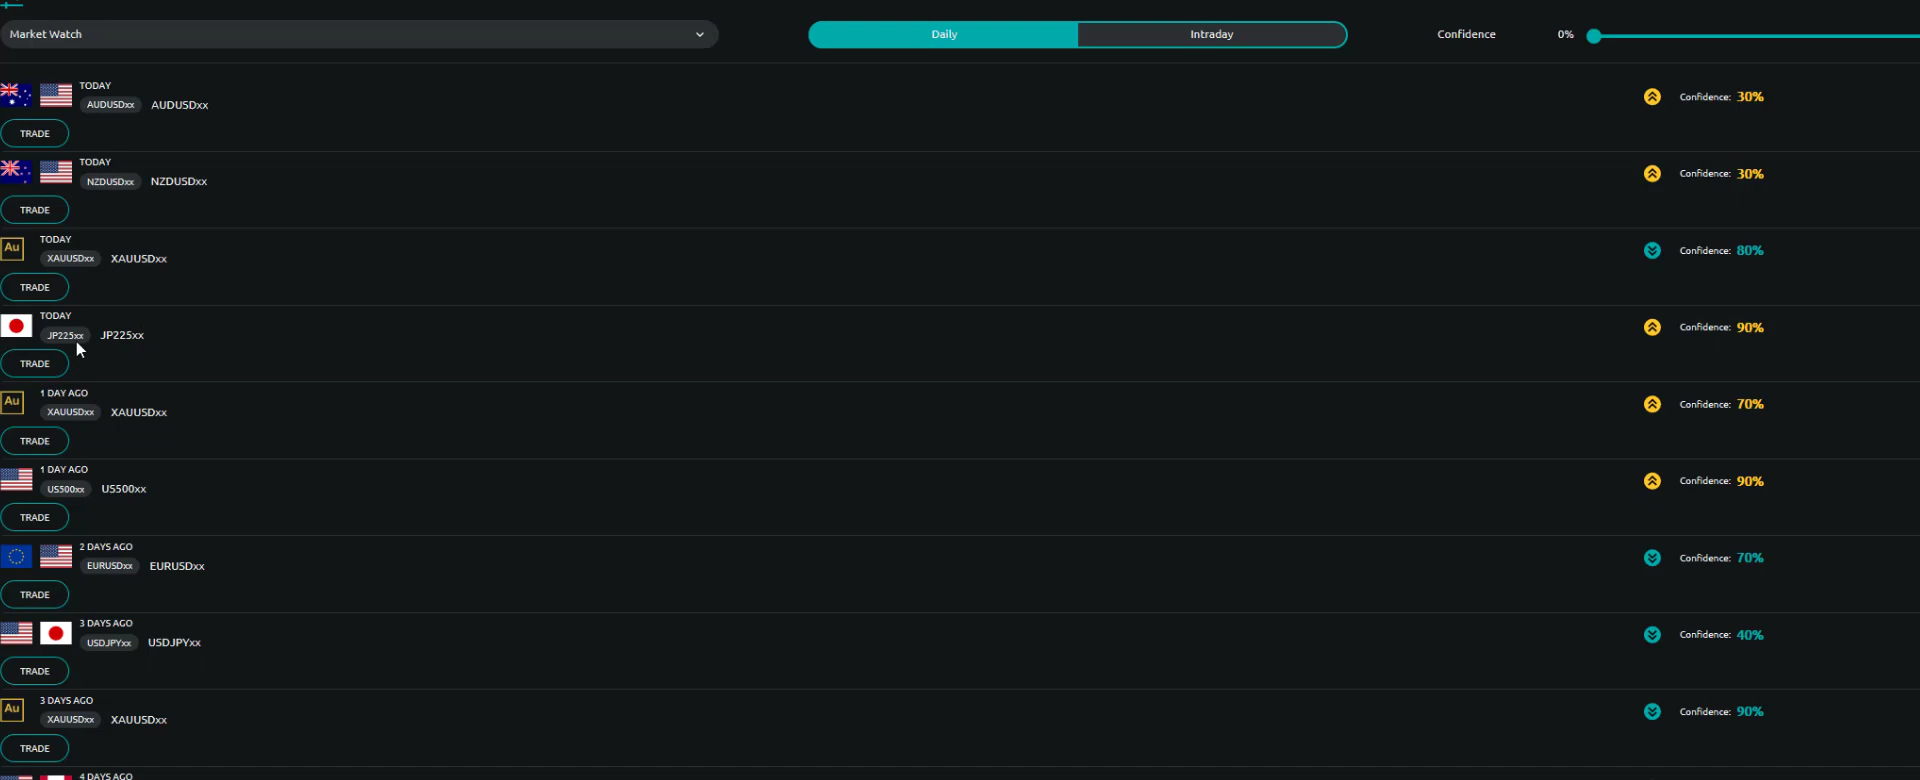 Market Watch
Daily
Intraday
Confidence
0%
TODAY
AUDUSDxx AUDUSDxx
Confidence: 30%
TRADE
TODAY
NZDUSDxx NZDUSDxx
Confidence: 30%
TRADE
Au
TODAY
XAUUSDxx XAUUSDxx
Confidence: 80%
TRADE
TODAY
JP225xx JP225xx
Confidence: 90%
TRADE
Au
1 DAY AGO
XAUUSDxx XAUUSDxx
Confidence: 70%
TRADE
1 DAY AGO
US500xx US500xx
Confidence: 90%
TRADE
2 DAYS AGO
EURUSDxx EURUSDxx
Confidence: 70%
TRADE
3 DAYS AGO
USDJPYxx USDJPYxx
Confidence: 40%
TRADE
Au
3 DAYS AGO
XAUUSDxx XAUUSDxx
Confidence: 90%
TRADE
4 DAYS AGO